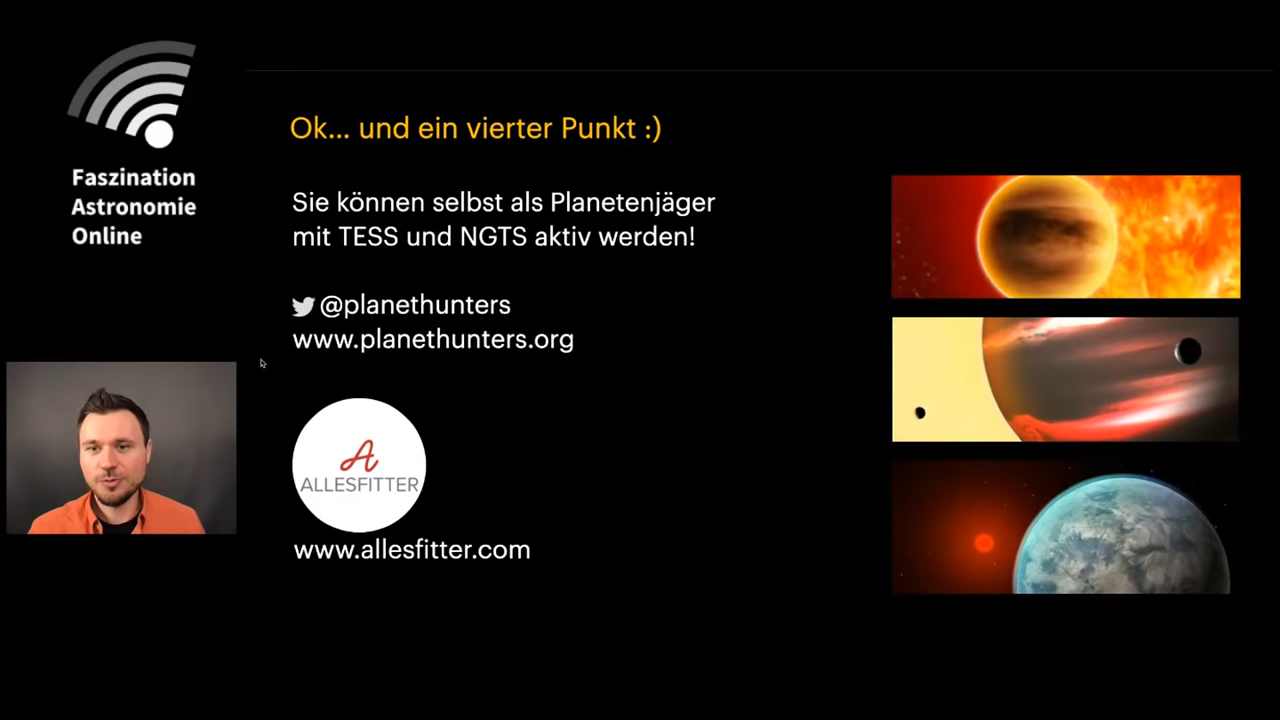 Faszination
Astronomie
Online
Ok... und ein vierter Punkt :)
Sie können selbst als Planetenjäger
mit TESS und NGTS aktiv werden!
@planethunters
www.planethunters.org
A
ALLESFITTER
www.allesfitter.com